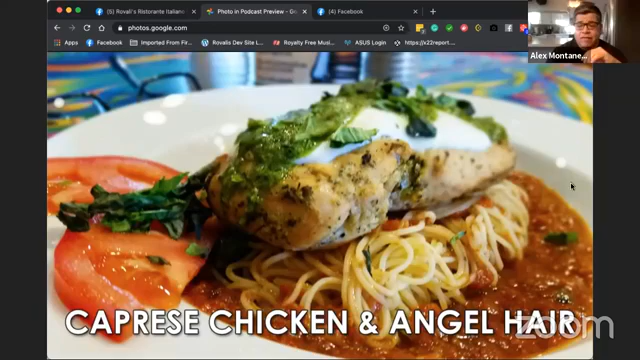 (5) Rovali's Ristorante Italiano
Photo in Podcast Preview - Go
(4) Facebook
photos.google.com
Apps
Facebook
Imported From Fir...
Rovalis Dev Site L...
Royalty Free Musi...
ASUS Login
https://x22report....
Alex Montane...
CAPRESE CHICKEN & ANGEL HAIR
zoom